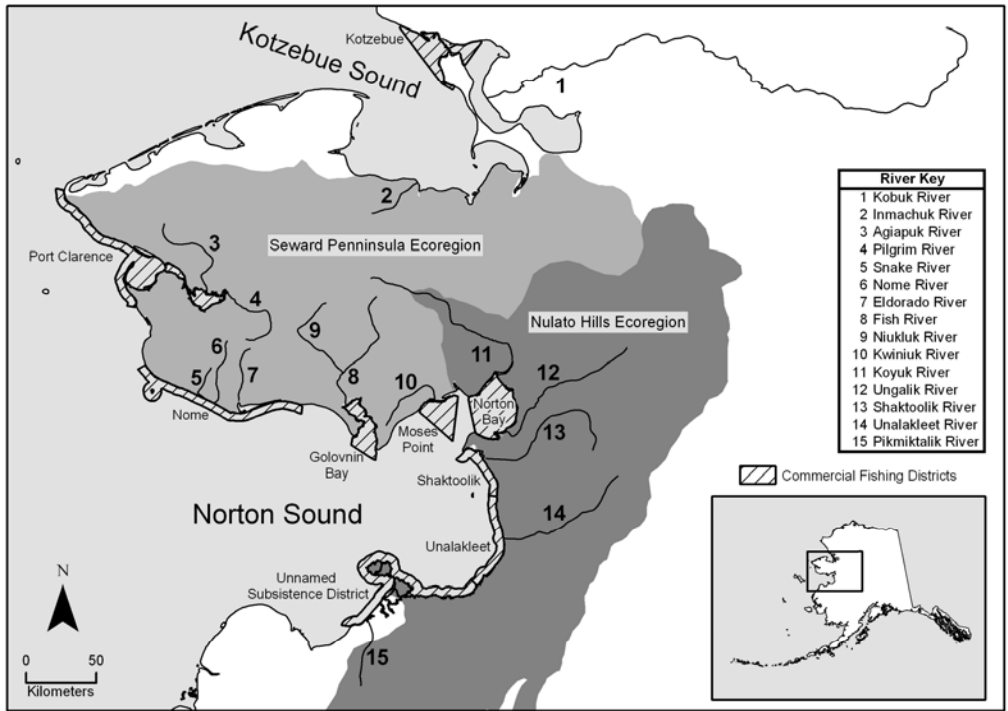 Kotzebue
Kotzebue Sound
1
2
3
Seward Penninsula Ecoregion
Port Clarence
4
Nulato Hills Ecoregion
9
6
11
12
5
7
8
10
Nome
Norton
Bay
Moses
Point
13
Golovnin
Bay
Shaktoolik
Norton Sound
14
Unalakleet
Unnamed
Subsistence District
15
N
0 50
Kilometers
River Key
1 Kobuk River
2 Inmachuk River
3 Agiapuk River
4 Pilgrim River
5 Snake River
6 Nome River
7 Eldorado River
8 Fish River
9 Niukluk River
10 Kwiniuk River
11 Koyuk River
12 Ungalik River
13 Shaktoolik River
14 Unalakleet River
15 Pikmiktalik River
Commercial Fishing Districts